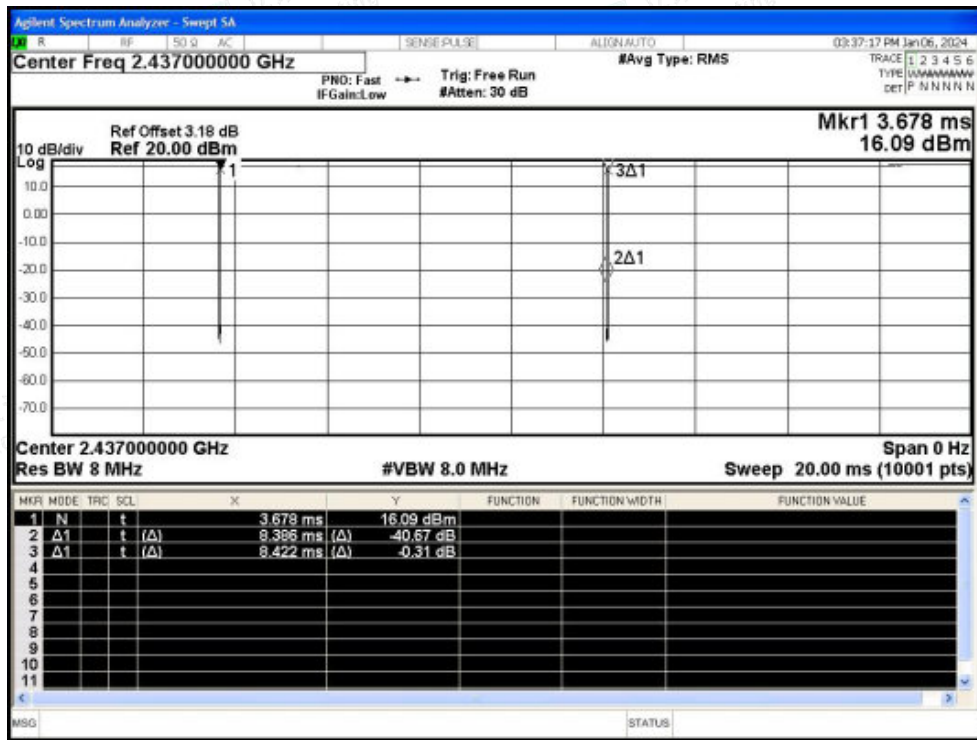 Agilent Spectrum Analyzer - Swept SA
R RF 50 Ω AC SENSE:PULSE ALIGNAUTO 03:37:17 PM Jan 06, 2024
Center Freq 2.437000000 GHz
#Avg Type: RMS
TRACE 1 2 3 4 5 6
PNO: Fast Trig: Free Run
TYPE
IFGain:Low #Atten: 30 dB
DET P N N N N N
Mkr1 3.678 ms
Ref Offset 3.18 dB
10 dB/div Ref 20.00 dBm 16.09 dBm
Log
1 3Δ1
10.0
0.00
-10.0
2Δ1
-20.0
-30.0
-40.0
-50.0
-60.0
-70.0
Center 2.437000000 GHz Span 0 Hz
Res BW 8 MHz #VBW 8.0 MHz Sweep 20.00 ms (10001 pts)
MKR MODE TRC SCL X Y FUNCTION FUNCTION WIDTH FUNCTION VALUE
1 N t 3.678 ms 16.09 dBm
2 Δ1 t (Δ) 8.386 ms (Δ) -40.67 dB
3 Δ1 t (Δ) 8.422 ms (Δ) -0.31 dB
4
5
6
7
8
9
10
11
MSG STATUS